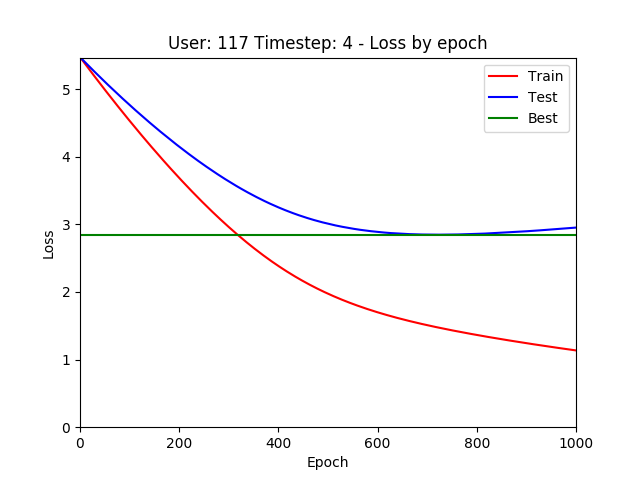 User: 117 Timestep: 4 - Loss by epoch
Train
Test
Best
5
4
3
2
1
0
Loss
0 200 400 600 800 1000
Epoch